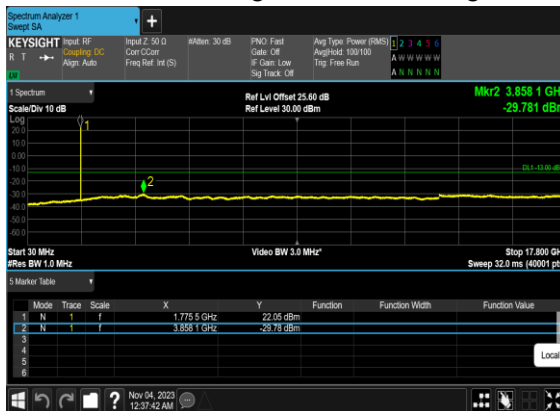 Spectrum Analyzer 1
Swept SA
KEYSIGHT Input: RF Input Z: 50 Ω #Atten: 30 dB PNO: Fast Avg Type: Power (RMS) 1 2 3 4 5 6
R T Coupling: DC Corr CCorr Gate: Off Avg|Hold: 100/100 A W W W W W
Align: Auto Freq Ref: Int (S) IF Gain: Low Trig: Free Run
LXI Sig Track: Off A N N N N N
1 Spectrum Ref Lvl Offset 25.60 dB Mkr2 3.858 1 GH
Scale/Div 10 dB Ref Level 30.00 dBm -29.781 dB
Log
20.0 1
10.0
0.00
-10.0 DL1 -13.00 dB
-20.0 2
-30.0
-40.0
-50.0
-60.0
Start 30 MHz Video BW 3.0 MHz* Stop 17.800 GH
#Res BW 1.0 MHz Sweep 32.0 ms (40001 pt
5 Marker Table
Mode Trace Scale X Y Function Function Width Function Value
1 N 1 f 1.775 5 GHz 22.05 dBm
2 N 1 f 3.858 1 GHz -29.78 dBm
3
4
5
6
Local
? Nov 04, 2023
12:37:42 AM